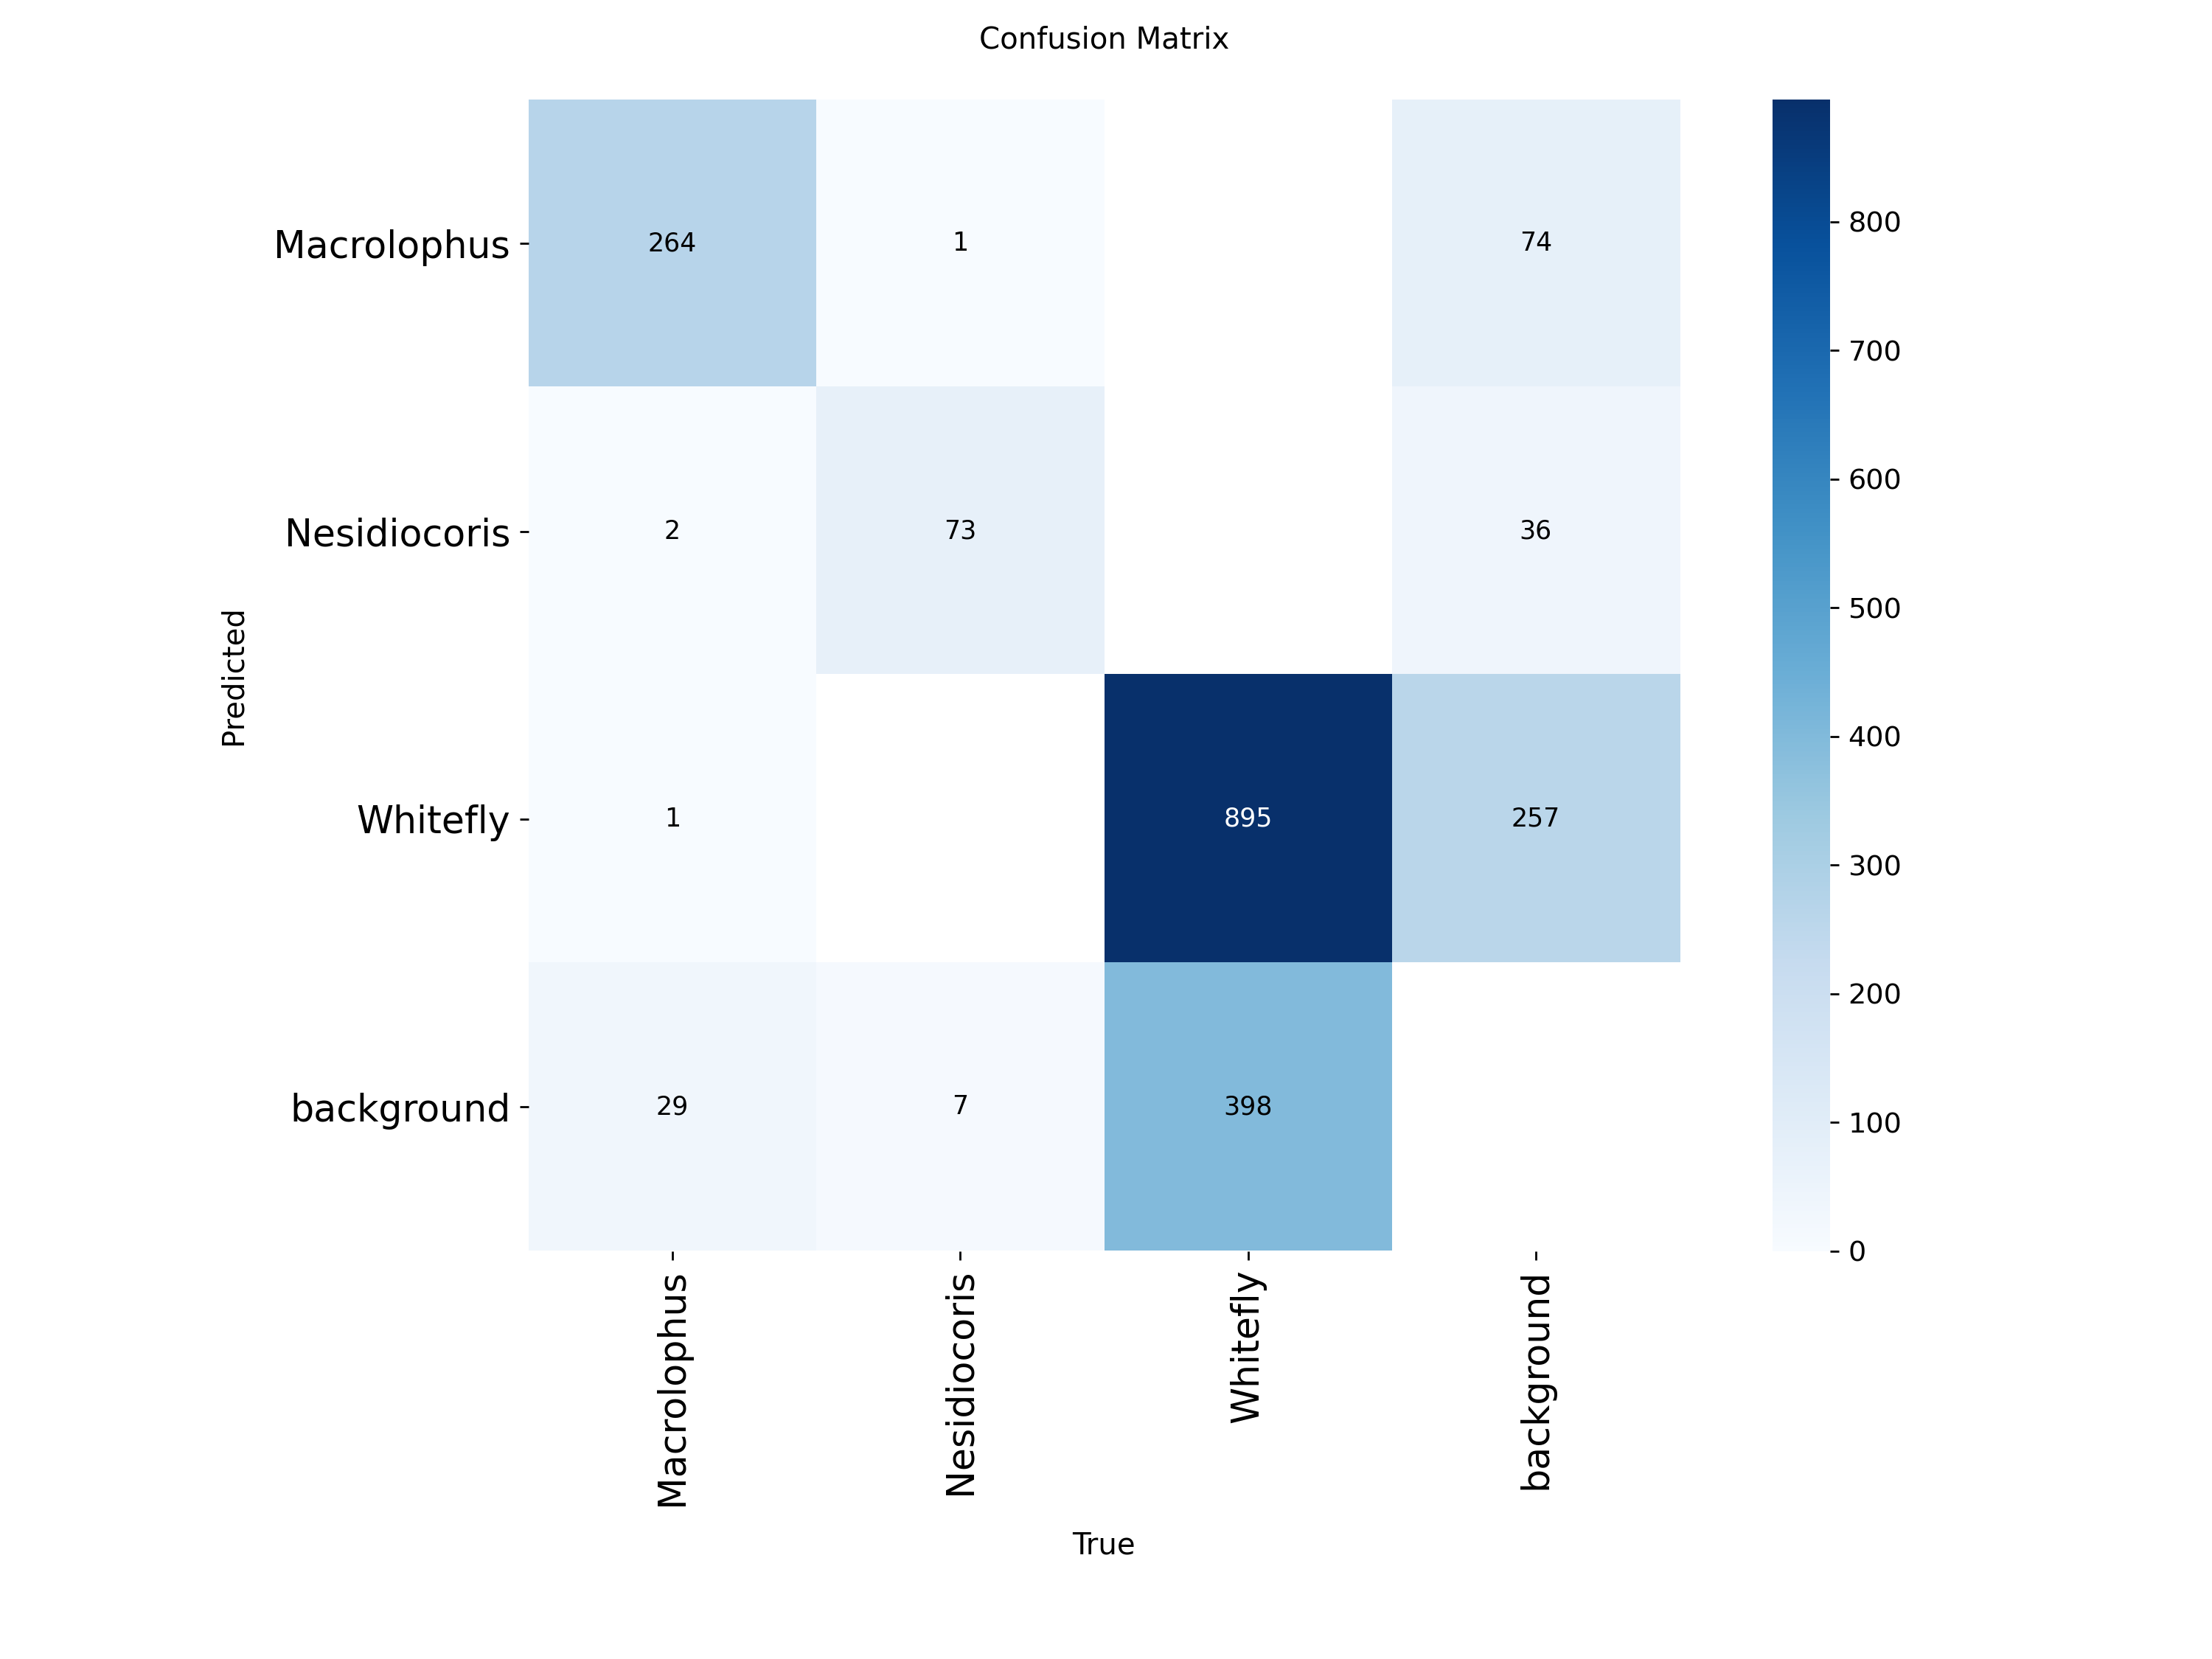 Confusion Matrix
Macrolophus
264
1
74
Nesidiocoris
2
73
36
Whitefly
1
895
257
background
29
7
398
Predicted
Macrolophus
Nesidiocoris
Whitefly
background
True
800
700
600
500
400
300
200
100
0